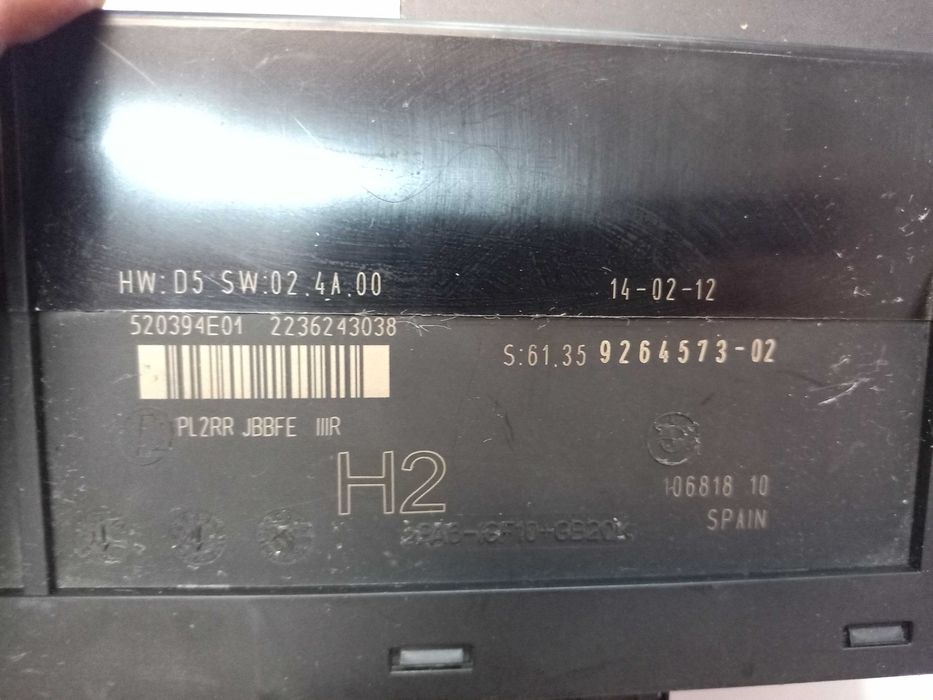 HW:D5 SW:02.4A.00
14-02-12
520394E01 2236243038
S:61.35 9264573-02
PL2RR JBBFE IIIR
H2
106818 10
SPAIN